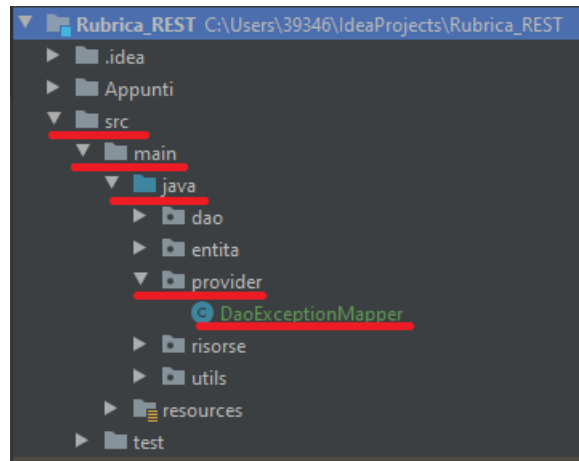 Rubrica_REST C:\Users\39346\IdeaProjects\Rubrica_REST
.idea
Appunti
src
main
java
dao
entita
provider
C DaoExceptionMapper
risorse
utils
resources
test